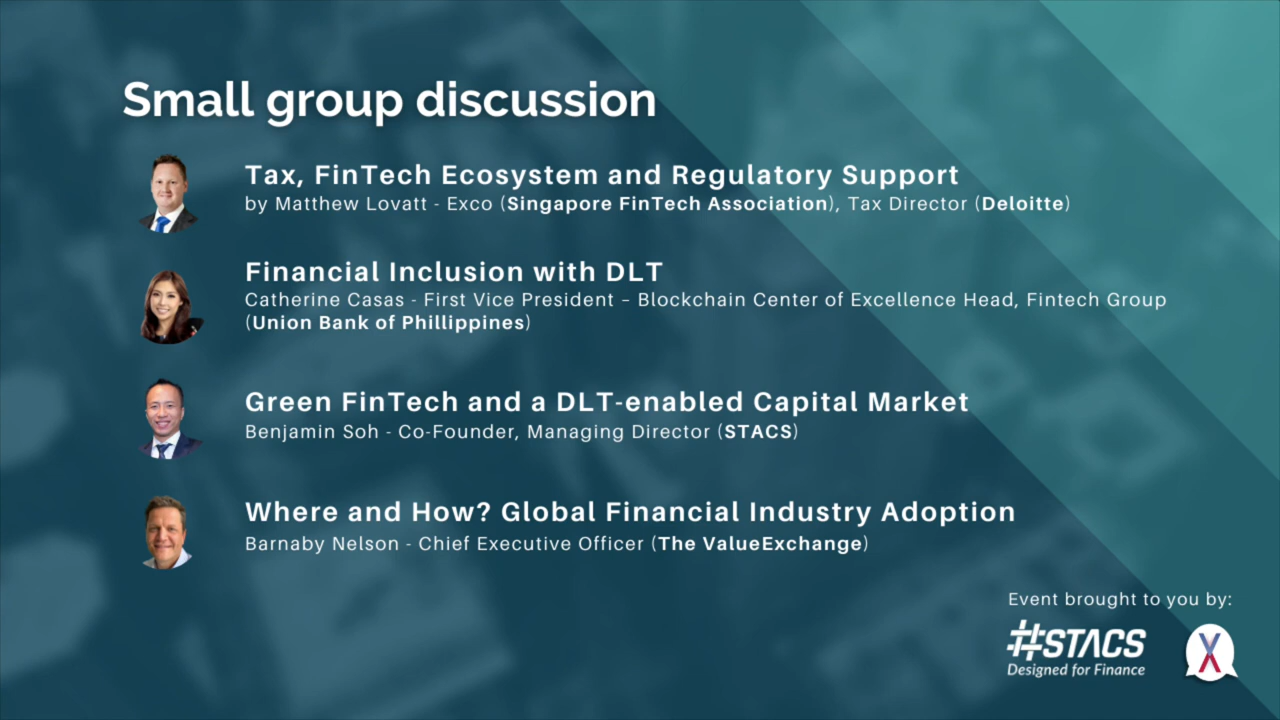 Small group discussion
Tax, FinTech Ecosystem and Regulatory Support
by Matthew Lovatt - Exco (Singapore FinTech Association), Tax Director (Deloitte)
Financial Inclusion with DLT
Catherine Casas - First Vice President – Blockchain Center of Excellence Head, Fintech Group
(Union Bank of Phillippines)
Green FinTech and a DLT-enabled Capital Market
Benjamin Soh - Co-Founder, Managing Director (STACS)
Where and How? Global Financial Industry Adoption
Barnaby Nelson - Chief Executive Officer (The ValueExchange)
Event brought to you by:
#STACS
Designed for Finance